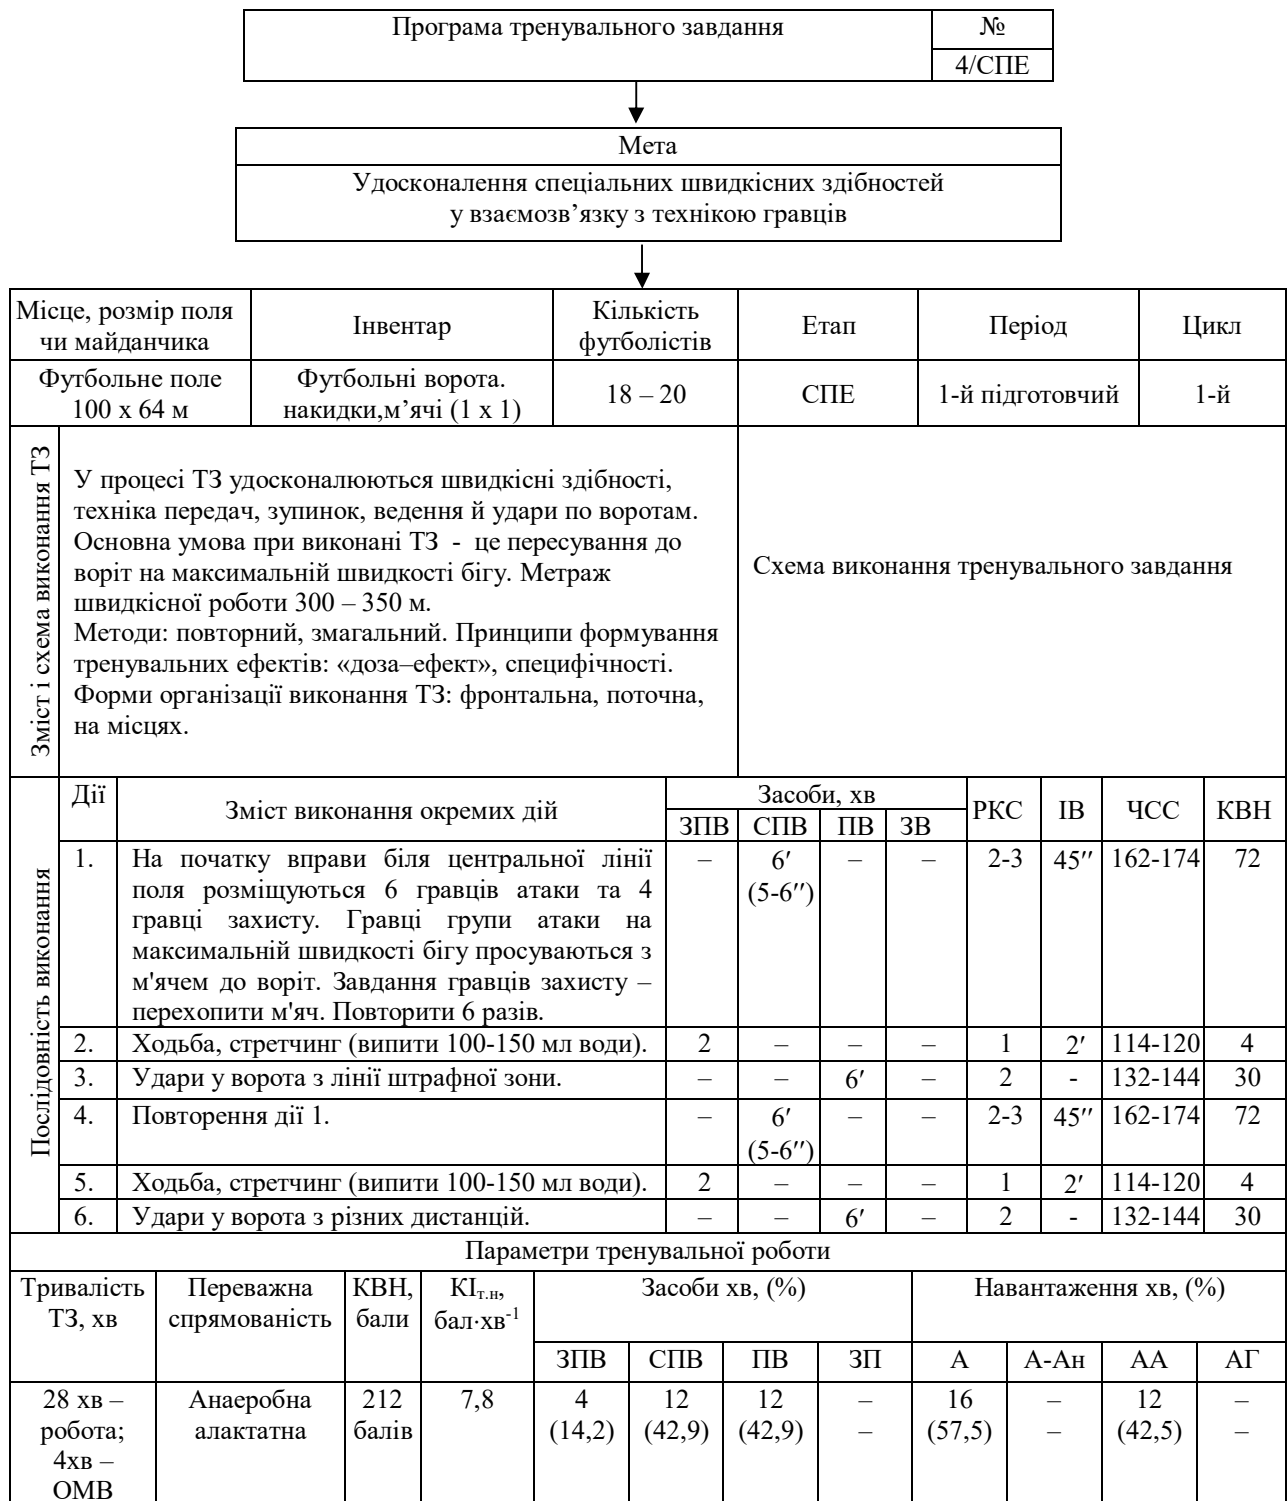 Програма тренувального завдання
№
4/СПЕ
Мета
Удосконалення спеціальних швидкісних здібностей
у взаємозв’язку з технікою гравців
Місце, розмір поля
чи майданчика
Інвентар
Кількість
футболістів
Етап
Період
Цикл
Футбольне поле
100 х 64 м
Футбольні ворота.
накидки,м’ячі (1 х 1)
18 – 20
СПЕ
1-й підготовчий
1-й
Зміст і схема виконання ТЗ
У процесі ТЗ удосконалюються швидкісні здібності,
техніка передач, зупинок, ведення й удари по воротам.
Основна умова при виконані ТЗ - це пересування до
воріт на максимальній швидкості бігу. Метраж
швидкісної роботи 300 – 350 м.
Методи: повторний, змагальний. Принципи формування
тренувальних ефектів: «доза–ефект», специфічності.
Форми організації виконання ТЗ: фронтальна, поточна,
на місцях.
Схема виконання тренувального завдання
Послідовність виконання
Дії
Зміст виконання окремих дій
Засоби, хв
ЗПВ СПВ ПВ ЗВ
РКС
ІВ
ЧСС
КВН
1.
На початку вправи біля центральної лінії
поля розміщуються 6 гравців атаки та 4
гравці захисту. Гравці групи атаки на
максимальній швидкості бігу просуваються з
м'ячем до воріт. Завдання гравців захисту –
перехопити м'яч. Повторити 6 разів.
–
6′
(5-6′′)
–
–
2-3
45′′
162-174
72
2. Ходьба, стретчинг (випити 100-150 мл води). 2 – – – 1 2′ 114-120 4
3. Удари у ворота з лінії штрафної зони. – – 6′ – 2 - 132-144 30
4. Повторення дії 1. – 6′ – – 2-3 45′′ 162-174 72
(5-6′′)
5. Ходьба, стретчинг (випити 100-150 мл води). 2 – – – 1 2′ 114-120 4
6. Удари у ворота з різних дистанцій. – – 6′ – 2 - 132-144 30
Параметри тренувальної роботи
Тривалість
ТЗ, хв
Переважна
спрямованість
КВН,
бали
КІт.н,
бал·хв-1
Засоби хв, (%)
Навантаження хв, (%)
ЗПВ СПВ ПВ ЗП А А-Ан АА АГ
28 хв –
робота;
4хв –
ОМВ
Анаеробна
алактатна
212
балів
7,8
4
(14,2)
12
(42,9)
12
(42,9)
–
–
16
(57,5)
–
–
12
(42,5)
–
–